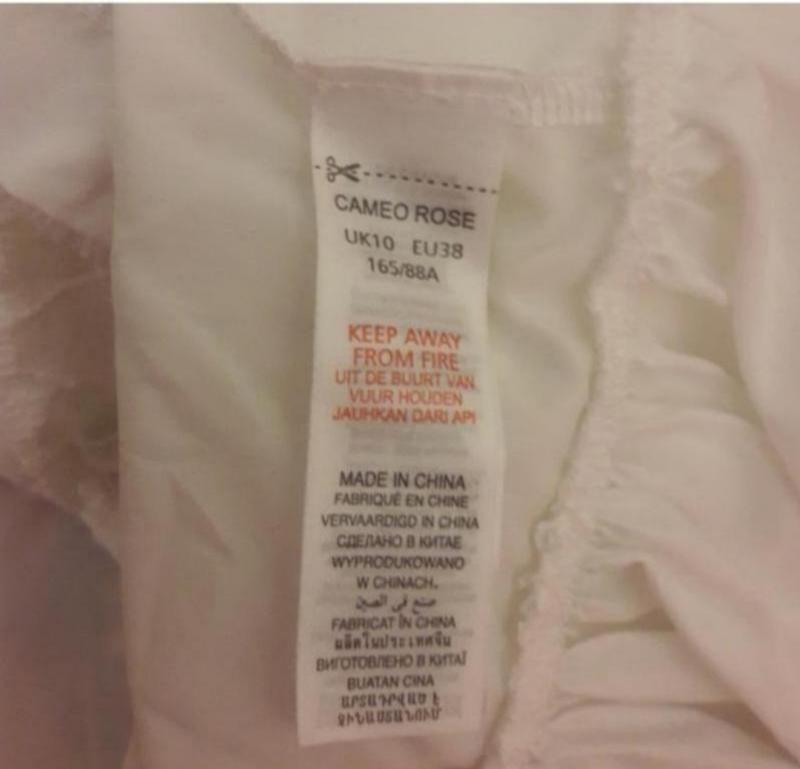 CAMEO ROSE
UK10 EU38
165/88A
KEEP AWAY
FROM FIRE
UIT DE BUURT VAN
VUUR HOUDEN
JAUHKAN DARI API
MADE IN CHINA
FABRIQUÉ EN CHINE
VERVAARDIGD IN CHINA
СДЕЛАНО В КИТАЕ
WYPRODUKOWANO
W CHINACH.
صنع في الصين
FABRICAT ÎN CHINA
ผลิตในประเทศจีน
ВИГОТОВЛЕНО В КИТАЇ
BUATAN CINA
ԱՐՏԱԴՐՎԱԾ Է
ՉԻՆԱՍՏԱՆՈՒՄ